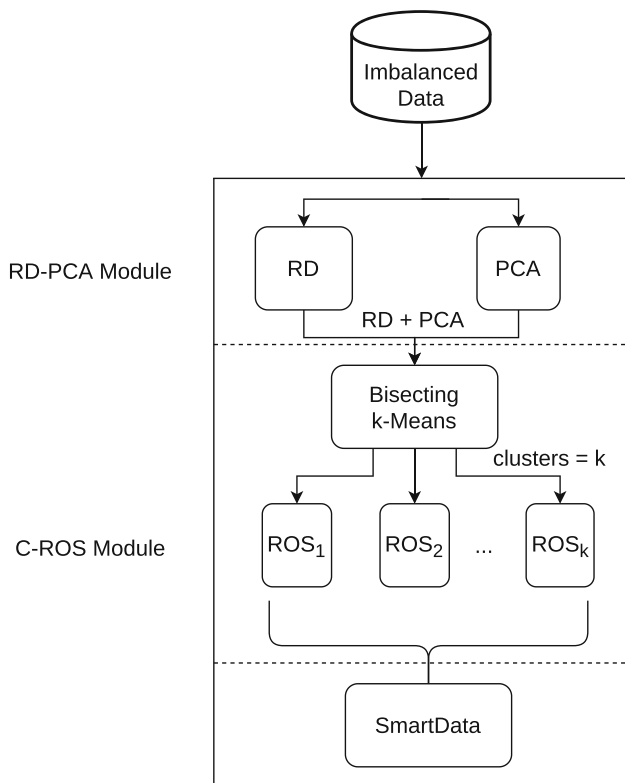 Imbalanced
Data
RD-PCA Module
RD
PCA
RD + PCA
Bisecting
k-Means
clusters = k
C-ROS Module
ROS1
ROS2
...
ROSk
SmartData